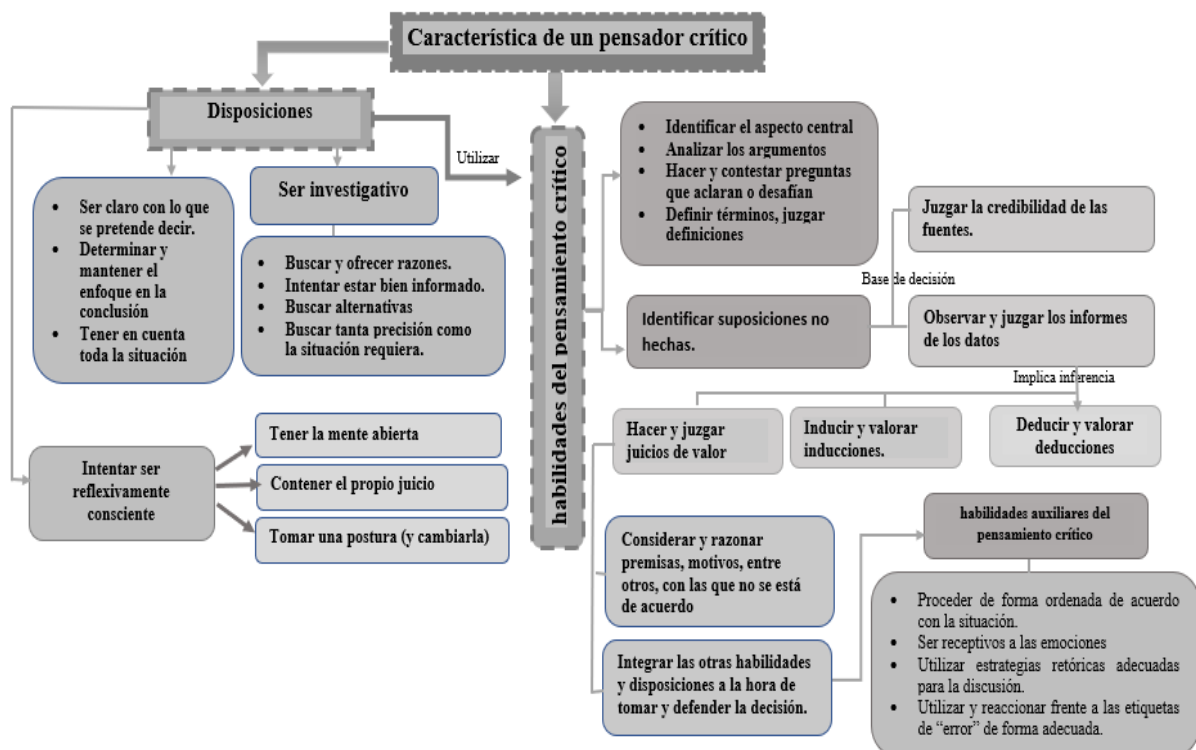 Característica de un pensador crítico
Disposiciones
Utilizar
• Ser claro con lo que
se pretende decir.
• Determinar y
mantener el
enfoque en la
conclusión
• Tener en cuenta
toda la situación
Ser investigativo
• Buscar y ofrecer razones.
• Intentar estar bien informado.
• Buscar alternativas
• Buscar tanta precisión como
la situación requiera.
Intentar ser
reflexivamente
consciente
Tener la mente abierta
Contener el propio juicio
Tomar una postura (y cambiarla)
habilidades del pensamiento crítico
• Identificar el aspecto central
• Analizar los argumentos
• Hacer y contestar preguntas
que aclaran o desafían
• Definir términos, juzgar
definiciones
Identificar suposiciones no
hechas.
Base de decisión
Juzgar la credibilidad de las
fuentes.
Observar y juzgar los informes
de los datos
Implica inferencia
Hacer y juzgar
juicios de valor
Inducir y valorar
inducciones.
Deducir y valorar
deducciones
Considerar y razonar
premisas, motivos, entre
otros, con las que no se está
de acuerdo
Integrar las otras habilidades
y disposiciones a la hora de
tomar y defender la decisión.
habilidades auxiliares del
pensamiento crítico
• Proceder de forma ordenada de acuerdo
con la situación.
• Ser receptivos a las emociones
• Utilizar estrategias retóricas adecuadas
para la discusión.
• Utilizar y reaccionar frente a las etiquetas
de “error” de forma adecuada.